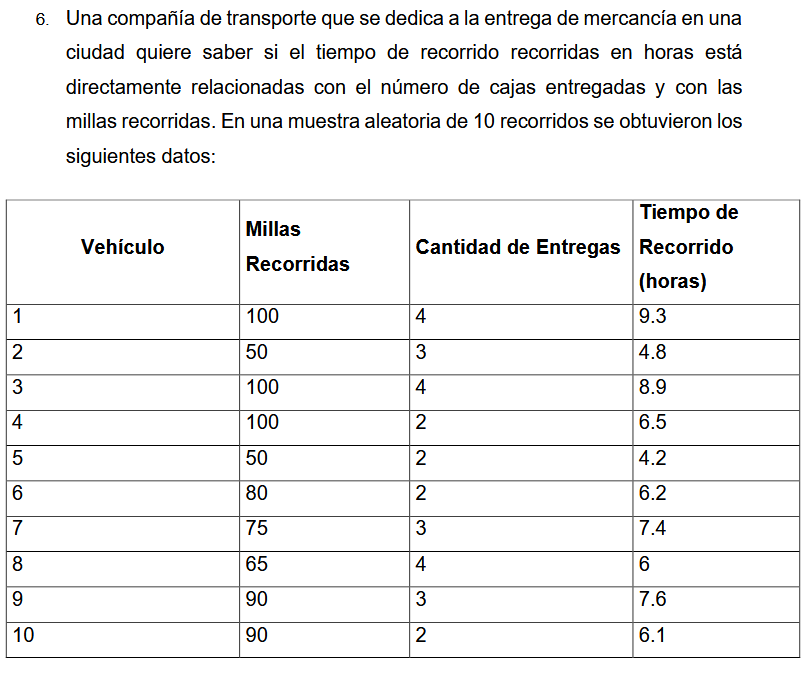 6. Una compañía de transporte que se dedica a la entrega de mercancía en una
ciudad quiere saber si el tiempo de recorrido recorridas en horas está
directamente relacionadas con el número de cajas entregadas y con las
millas recorridas. En una muestra aleatoria de 10 recorridos se obtuvieron los
siguientes datos:
Vehículo Millas Recorridas Cantidad de Entregas Tiempo de Recorrido (horas)
1 100 4 9.3
2 50 3 4.8
3 100 4 8.9
4 100 2 6.5
5 50 2 4.2
6 80 2 6.2
7 75 3 7.4
8 65 4 6
9 90 3 7.6
10 90 2 6.1